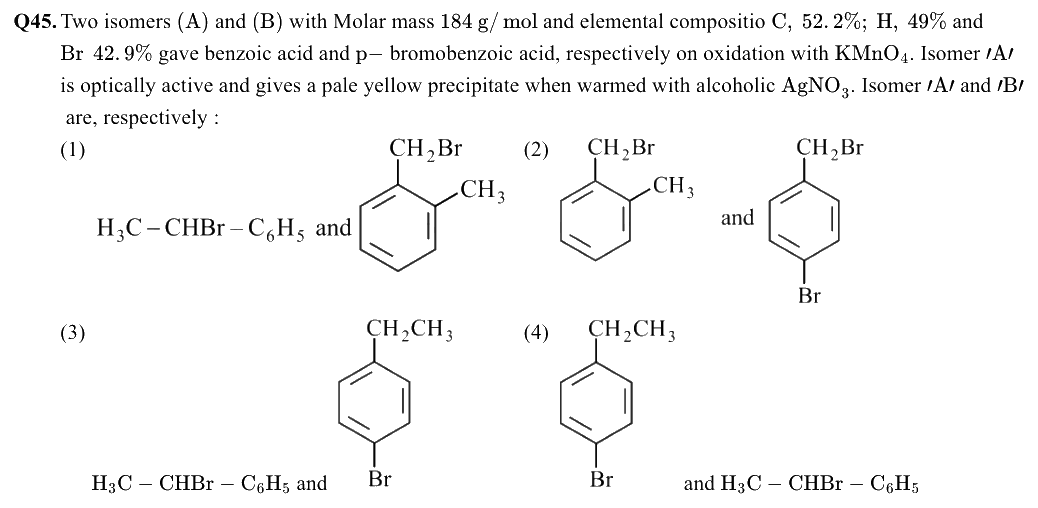 Q45. Two isomers (A) and (B) with Molar mass 184 g/ mol and elemental compositio C, 52.2%; H, 49% and
Br 42.9% gave benzoic acid and p− bromobenzoic acid, respectively on oxidation with KMnO₄. Isomer ′A′
is optically active and gives a pale yellow precipitate when warmed with alcoholic AgNO₃. Isomer ′A′ and ′B′
are, respectively :
(1)
CH₂Br
CH₃
H₃C−CHBr−C₆H₅ and
(2)
CH₂Br
CH₃
and
CH₂Br
Br
(3)
CH₂CH₃
Br
H₃C − CHBr − C₆H₅ and
(4)
CH₂CH₃
Br
and H₃C − CHBr − C₆H₅